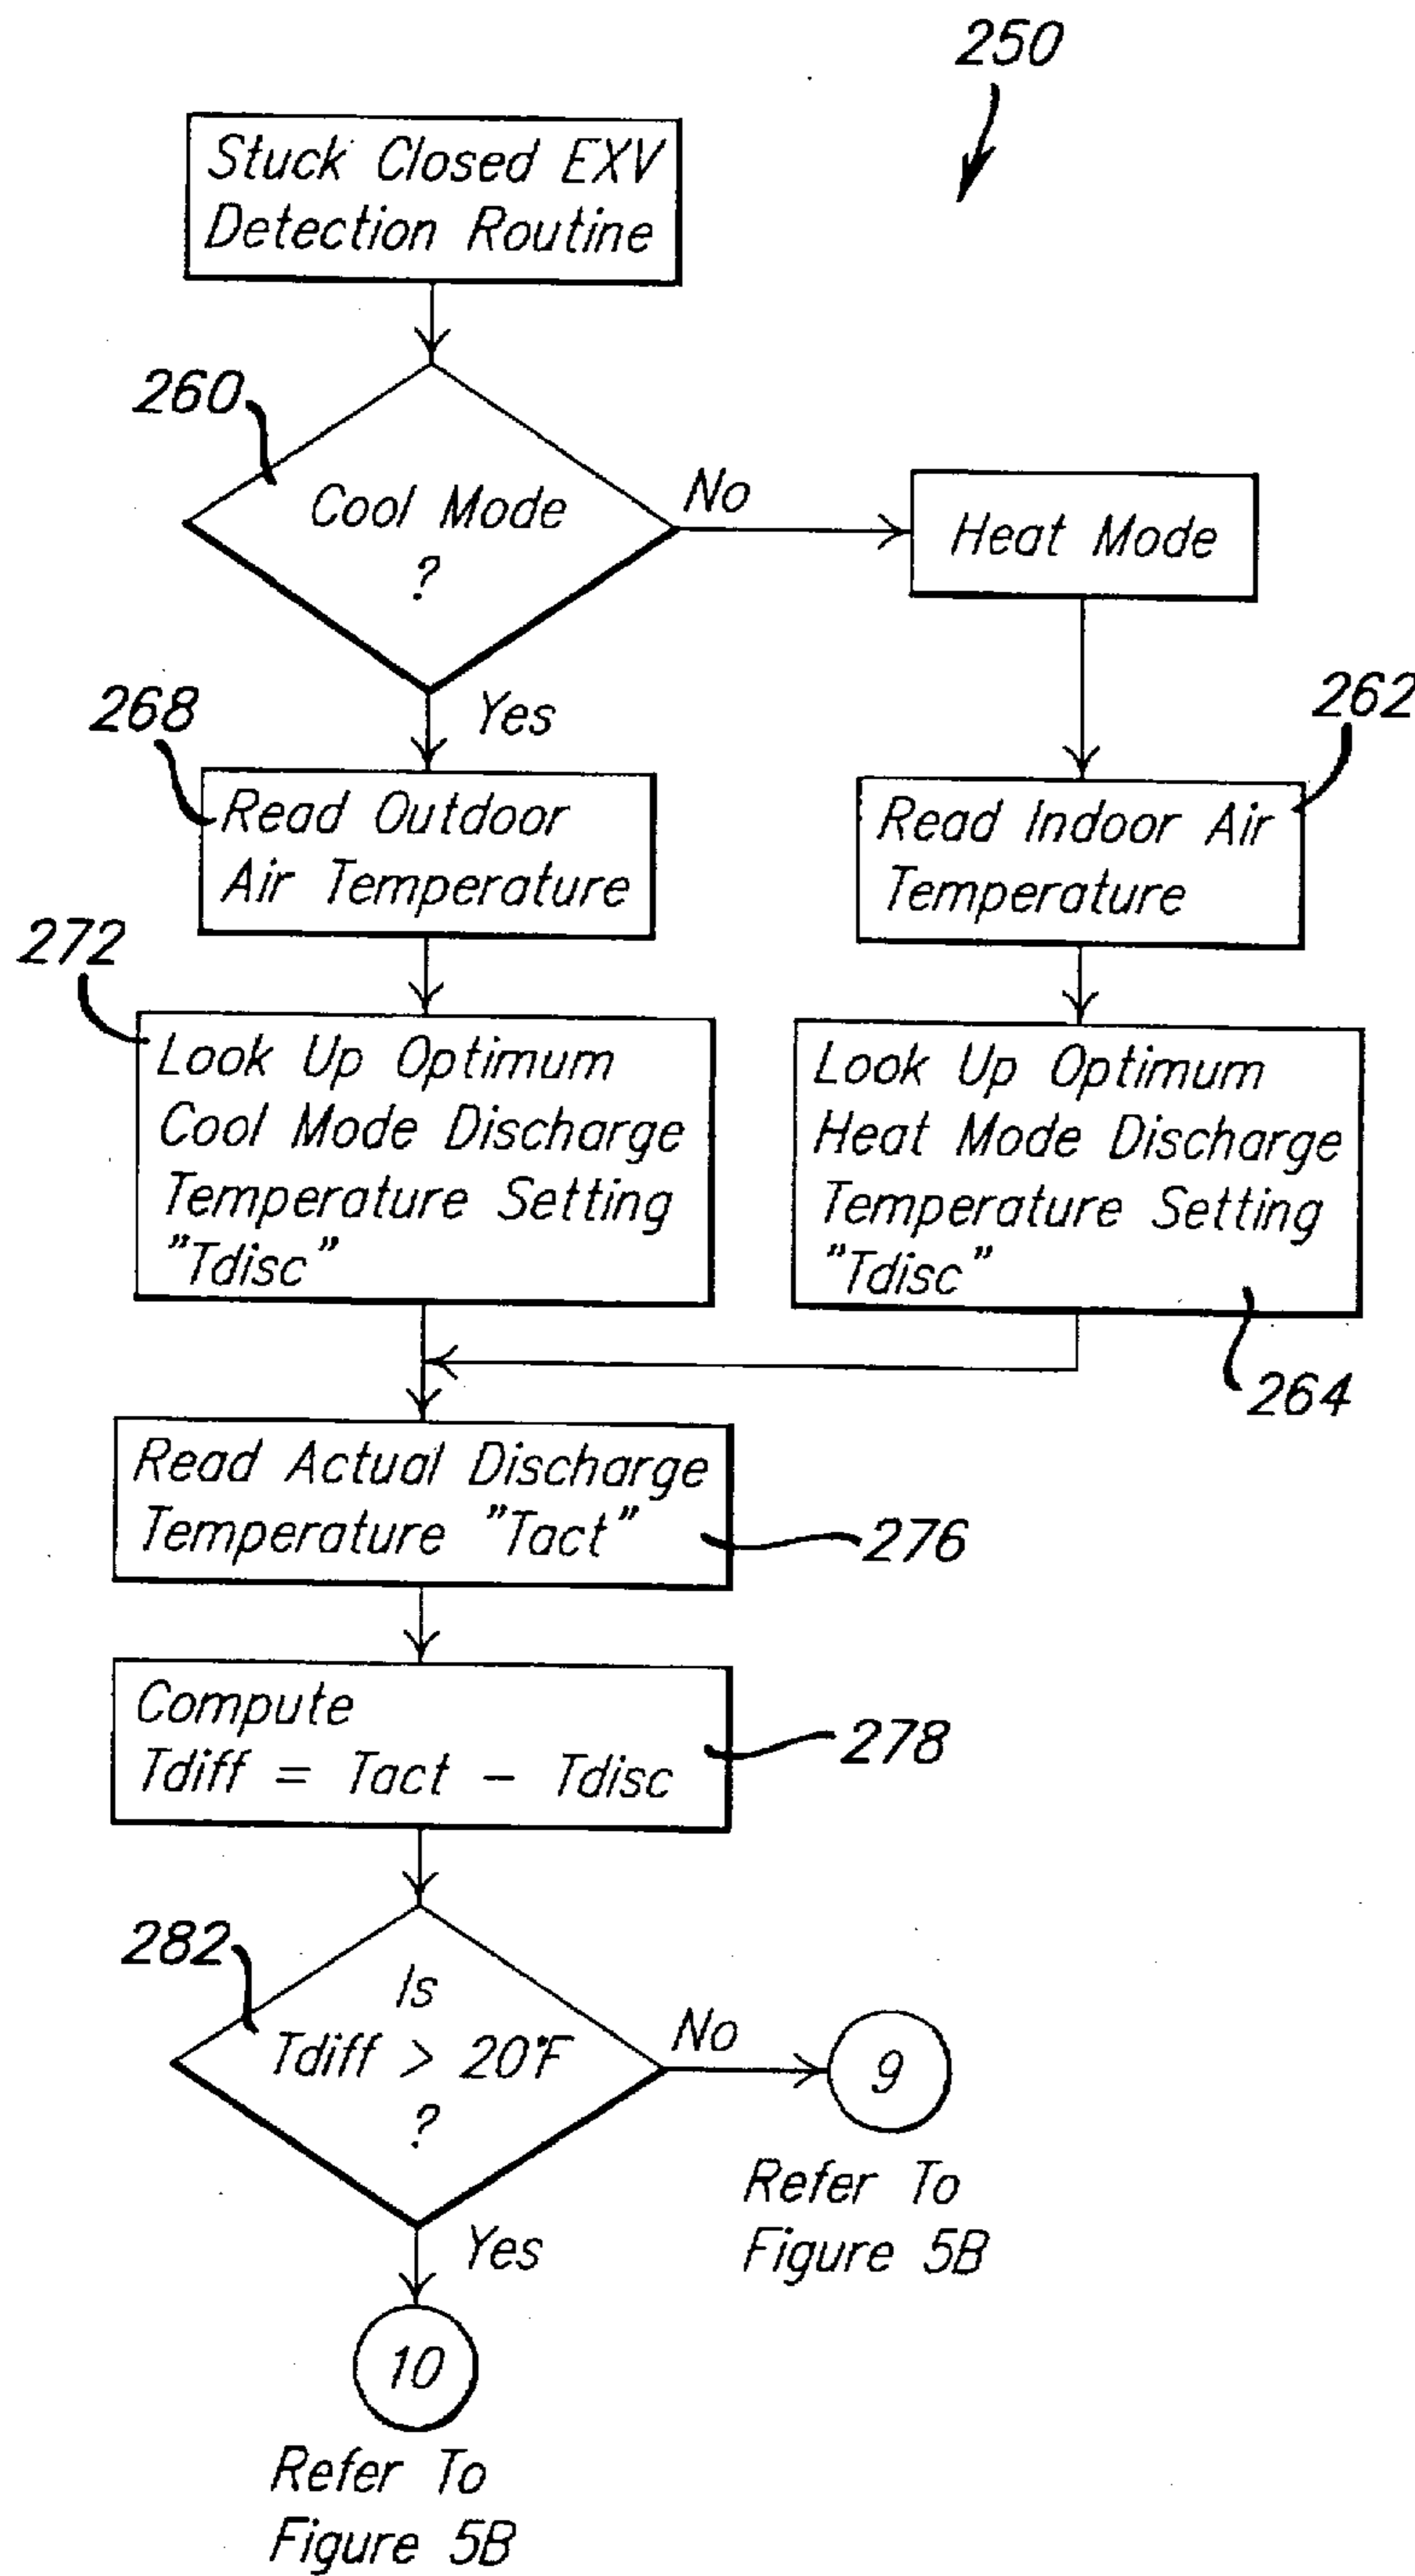 250
Stuck Closed EXV
Detection Routine
260
Cool Mode
?
No
Heat Mode
Yes
268
262
Read Outdoor
Air Temperature
Read Indoor Air
Temperature
272
Look Up Optimum
Cool Mode Discharge
Temperature Setting
"Tdisc"
Look Up Optimum
Heat Mode Discharge
Temperature Setting
"Tdisc"
264
Read Actual Discharge
Temperature "Tact"
276
Compute
Tdiff = Tact - Tdisc
278
282
Is
Tdiff > 20°F
?
No
9
Refer To
Figure 5B
Yes
10
Refer To
Figure 5B